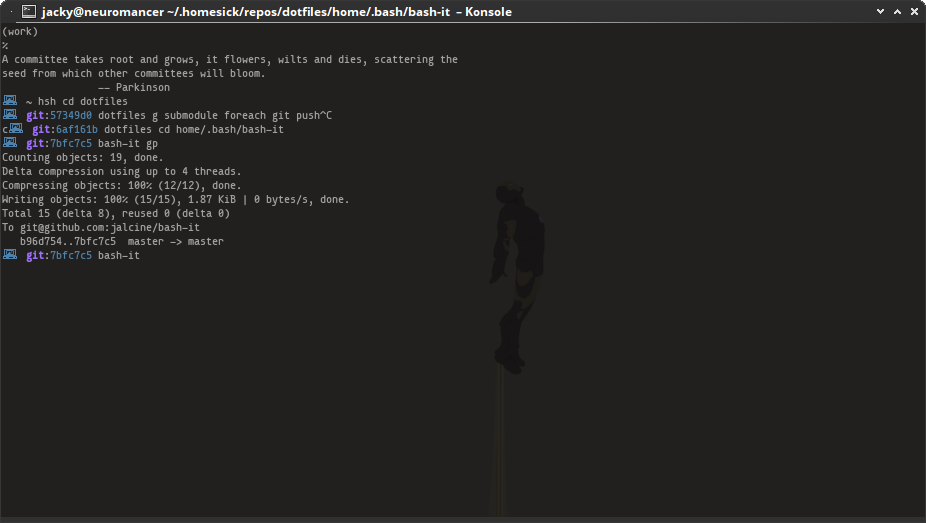 jacky@neuromancer ~/.homesick/repos/dotfiles/home/.bash/bash-it – Konsole
(work)
%
A committee takes root and grows, it flowers, wilts and dies, scattering the
seed from which other committees will bloom.
                -- Parkinson
~ hsh cd dotfiles
git:57349d0 dotfiles g submodule foreach git push^C
c git:6af161b dotfiles cd home/.bash/bash-it
git:7bfc7c5 bash-it gp
Counting objects: 19, done.
Delta compression using up to 4 threads.
Compressing objects: 100% (12/12), done.
Writing objects: 100% (15/15), 1.87 KiB | 0 bytes/s, done.
Total 15 (delta 8), reused 0 (delta 0)
To git@github.com:jalcine/bash-it
   b96d754..7bfc7c5  master -> master
git:7bfc7c5 bash-it